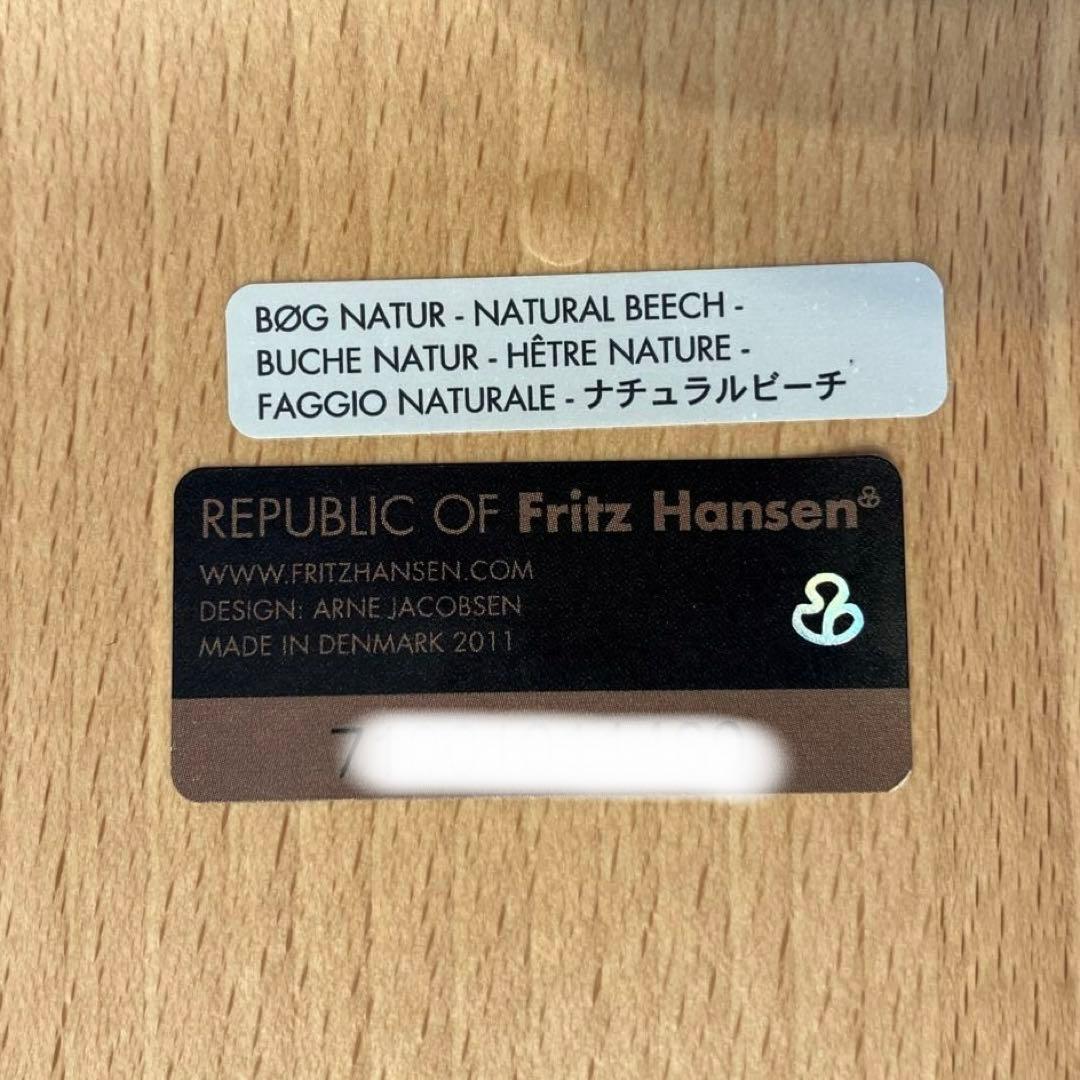 BØG NATUR - NATURAL BEECH -
BUCHE NATUR - HÊTRE NATURE -
FAGGIO NATURALE - ナチュラルビーチ
REPUBLIC OF Fritz Hansen
WWW.FRITZHANSEN.COM
DESIGN: ARNE JACOBSEN
MADE IN DENMARK 2011